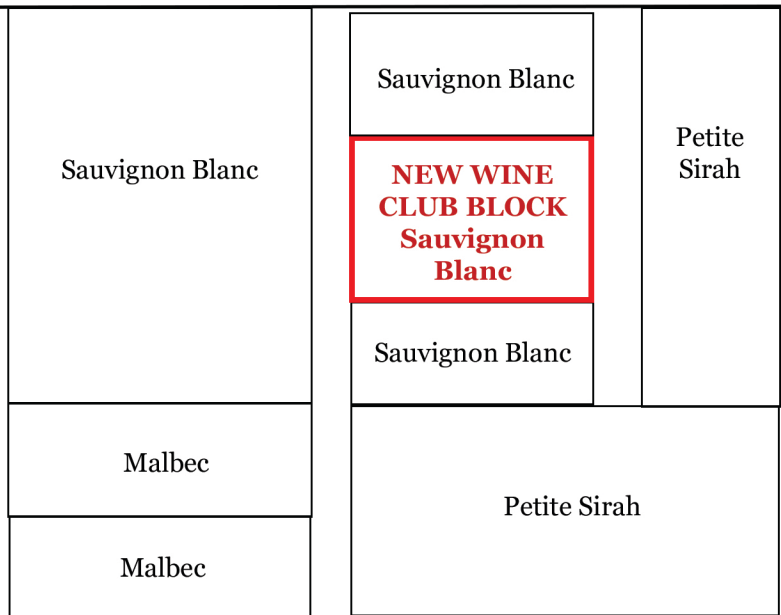 Sauvignon Blanc
Sauvignon Blanc
NEW WINE
CLUB BLOCK
Sauvignon
Blanc
Sauvignon Blanc
Petite
Sirah
Malbec
Malbec
Petite Sirah